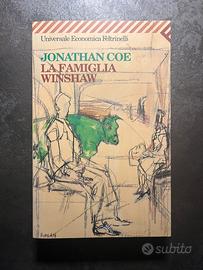 Universale Economica Feltrinelli
JONATHAN COE
LA FAMIGLIA
WINSHAW
subito